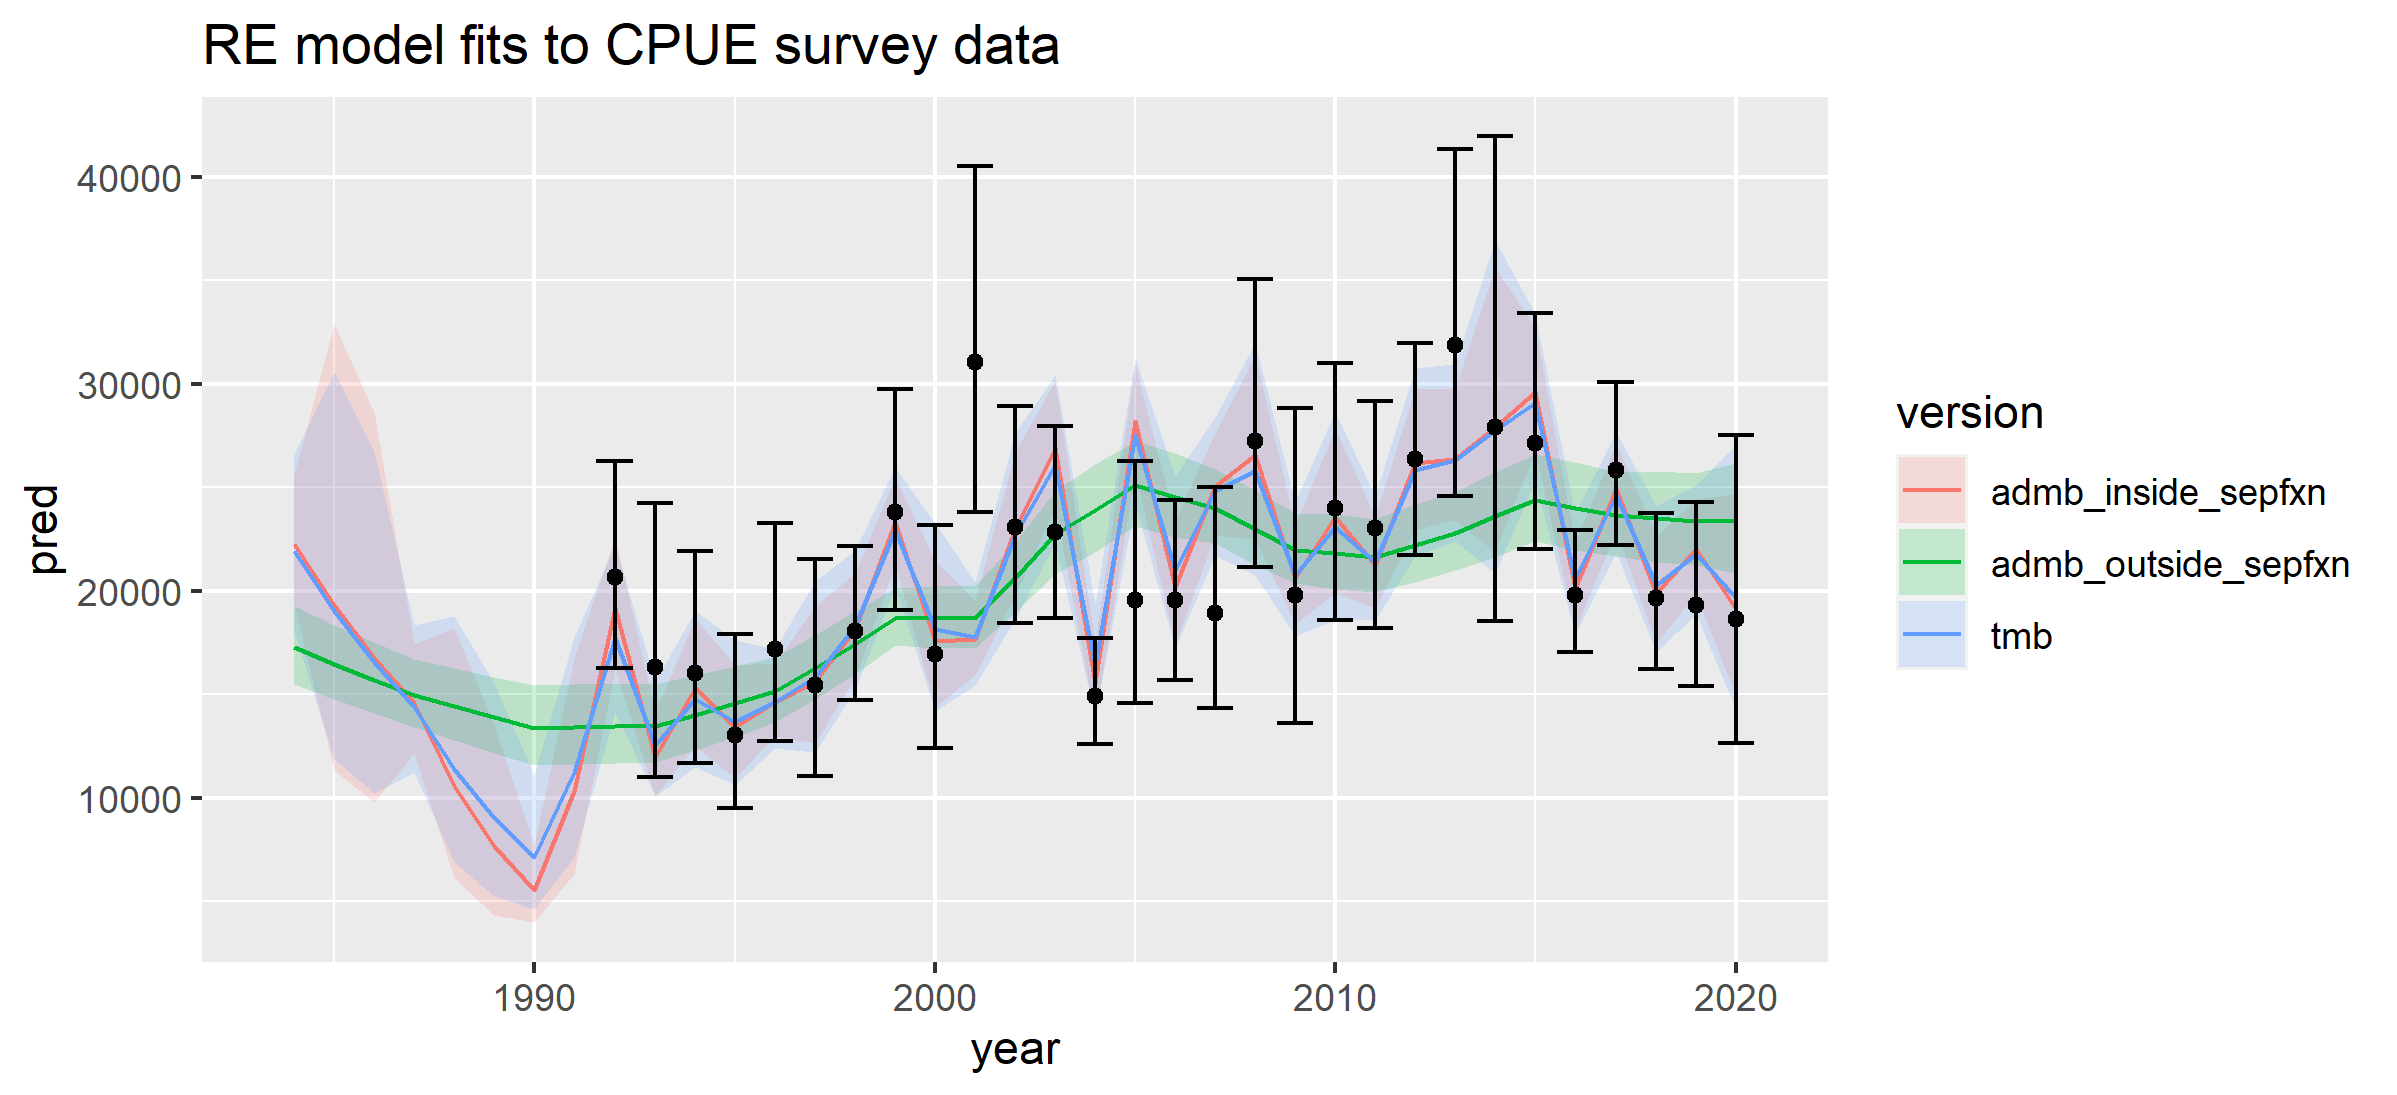 RE model fits to CPUE survey data
40000
30000
20000
10000
pred
1990
2000
2010
2020
year
version
admb_inside_sepfxn
admb_outside_sepfxn
tmb